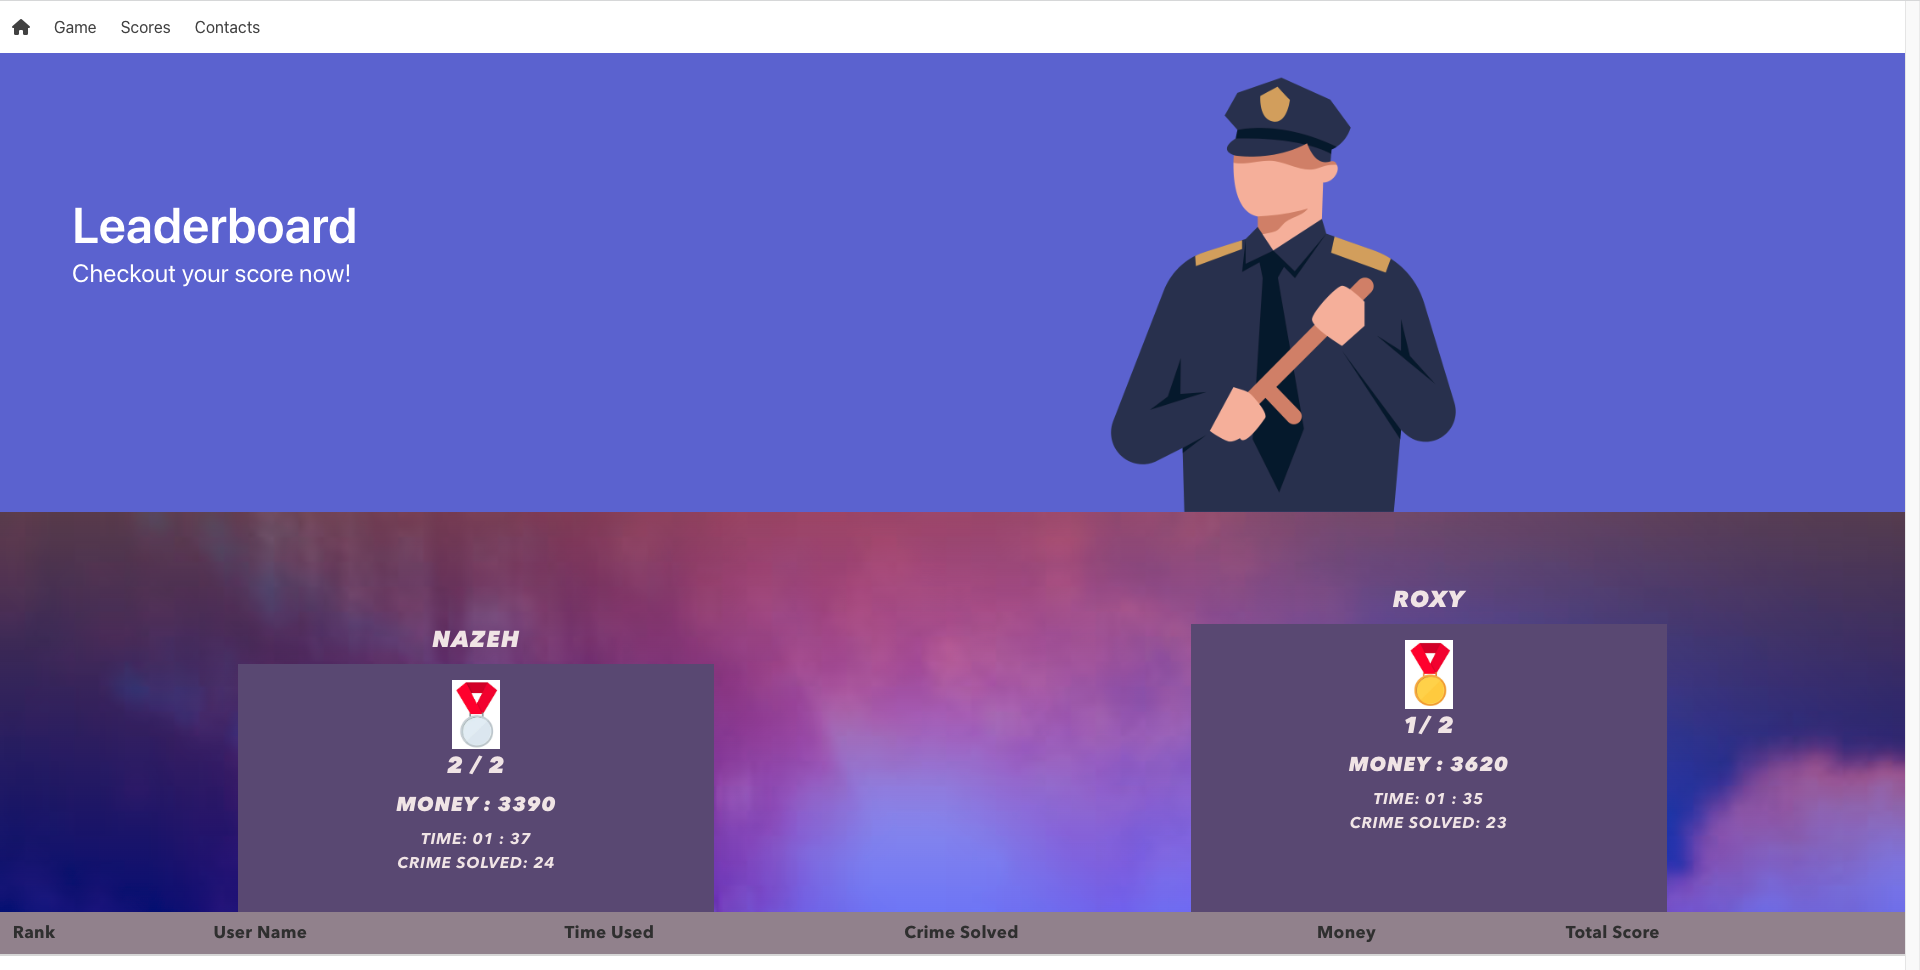 Game Scores Contacts
Leaderboard
Checkout your score now!
NAZEH
2 / 2
MONEY : 3390
TIME: 01 : 37
CRIME SOLVED: 24
ROXY
1/ 2
MONEY : 3620
TIME: 01 : 35
CRIME SOLVED: 23
Rank User Name Time Used Crime Solved Money Total Score